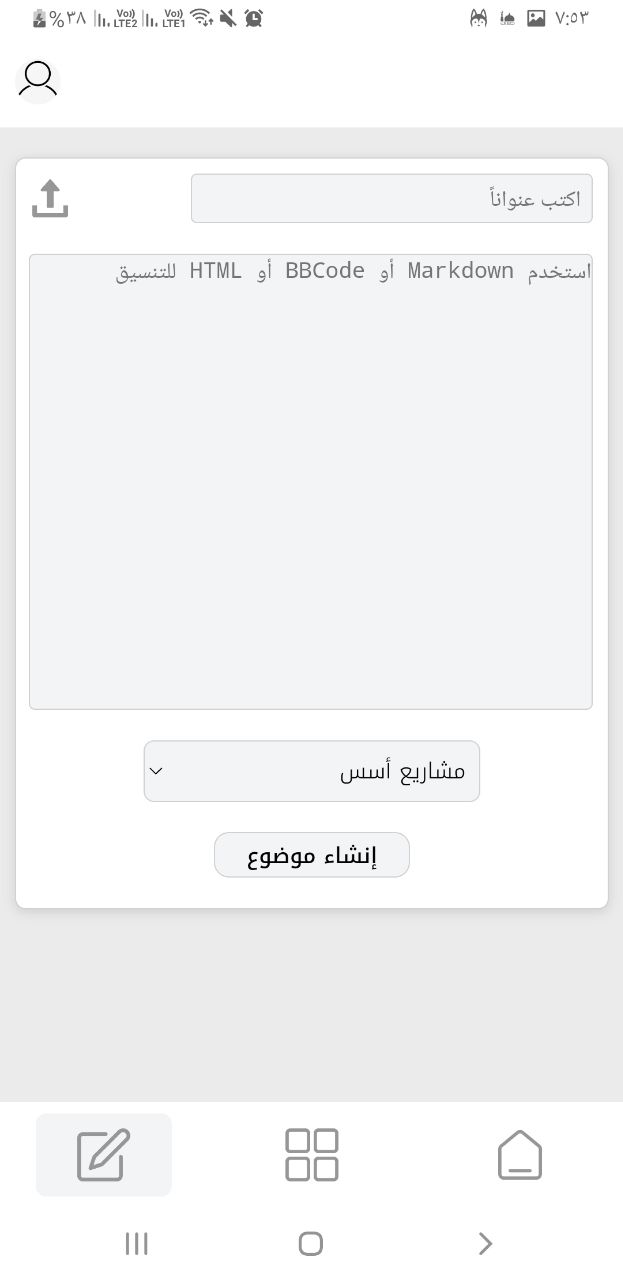 ٧:٥٣
Vo)) LTE1 Vo)) LTE2 ٣٨%
اكتب عنواناً
استخدم Markdown أو BBCode أو HTML للتنسيق
مشاريع أسس
إنشاء موضوع